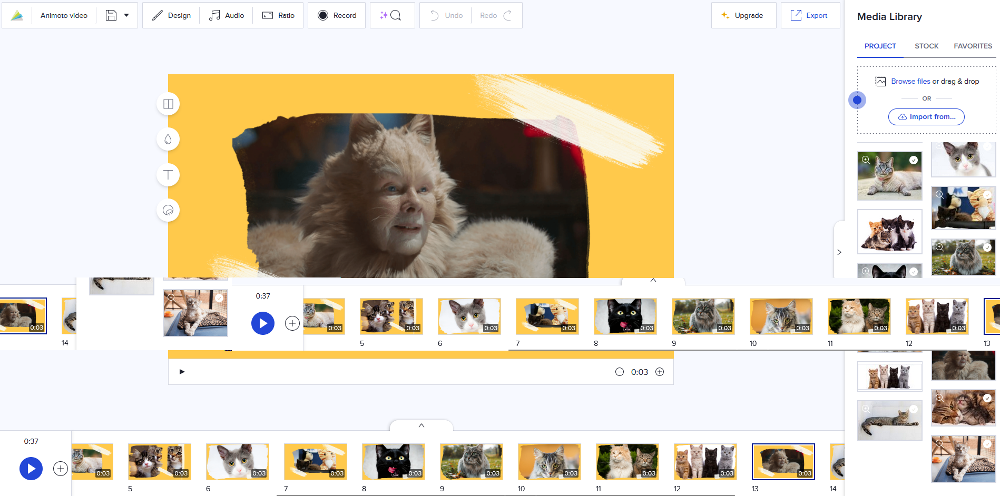 Animoto video
Design
Audio
Ratio
Record
Undo
Redo
Upgrade
Export
Media Library
PROJECT
STOCK
FAVORITES
Browse files or drag & drop
OR
Import from...
0:03
14
0:37
0:03
0:03
0:03
0:03
0:03
0:03
0:03
0:03
0:03
5
6
7
8
9
10
11
12
13
0:03
0:37
0:03
0:03
0:03
0:03
0:03
0:03
0:03
0:03
0:03
0:03
5
6
7
8
9
10
11
12
13
14